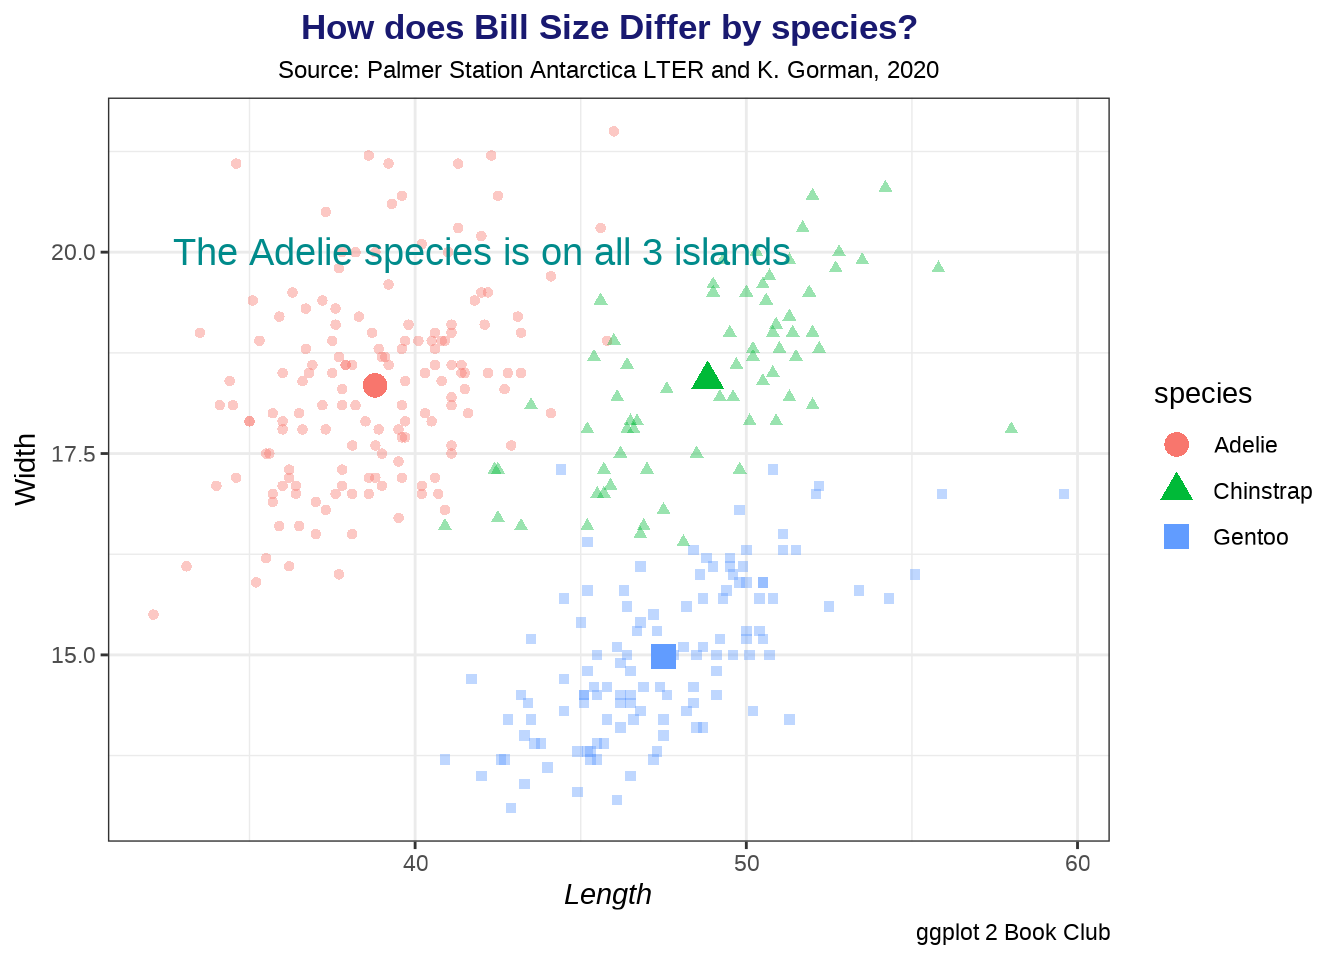 How does Bill Size Differ by species?
Source: Palmer Station Antarctica LTER and K. Gorman, 2020
The Adelie species is on all 3 islands
20.0
17.5
15.0
Width
40
50
60
Length
species
Adelie
Chinstrap
Gentoo
ggplot 2 Book Club